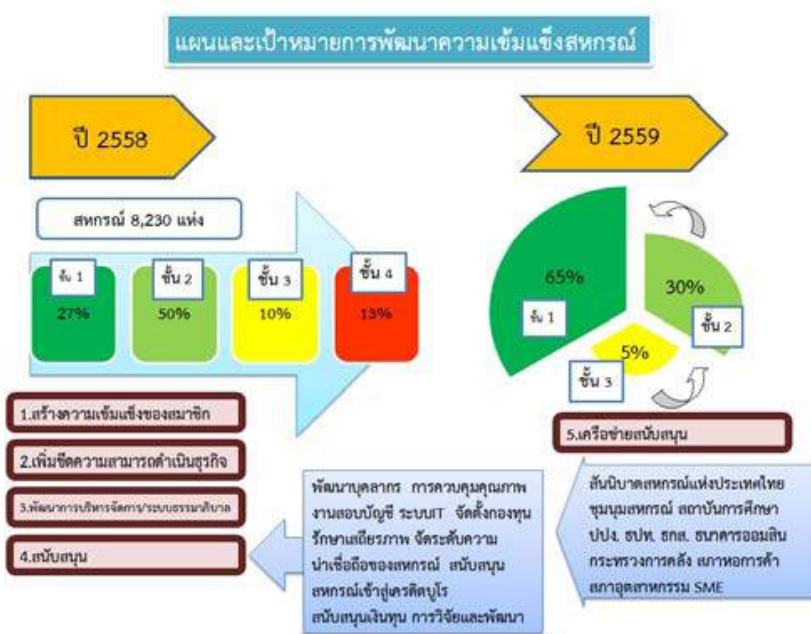 แผนและเป้าหมายการพัฒนาความเข้มแข็งสหกรณ์
ปี 2558
ปี 2559
สหกรณ์ 8,230 แห่ง
ชั้น 1
27%
ชั้น 2
50%
ชั้น 3
10%
ชั้น 4
13%
65%
ชั้น 1
30%
ชั้น 2
5%
ชั้น 3
1.สร้างความเข้มแข็งของสมาชิก
2.เพิ่มขีดความสามารถดำเนินธุรกิจ
3.พัฒนาการบริหารจัดการ/ระบบธรรมาภิบาล
4.สนับสนุน
พัฒนาบุคลากร การควบคุมคุณภาพ
งานสอบบัญชี ระบบIT จัดตั้งกองทุน
รักษาเสถียรภาพ จัดระดับความ
น่าเชื่อถือของสหกรณ์ สนับสนุน
สหกรณ์เข้าสู่เครดิตบูโร
สนับสนุนเงินทุน การวิจัยและพัฒนา
5.เครือข่ายสนับสนุน
สันนิบาตสหกรณ์แห่งประเทศไทย
ชุมนุมสหกรณ์ สถาบันการศึกษา
ปปง. ธปท. ธกส. ธนาคารออมสิน
กระทรวงการคลัง สภาหอการค้า
สภาอุตสาหกรรม SME